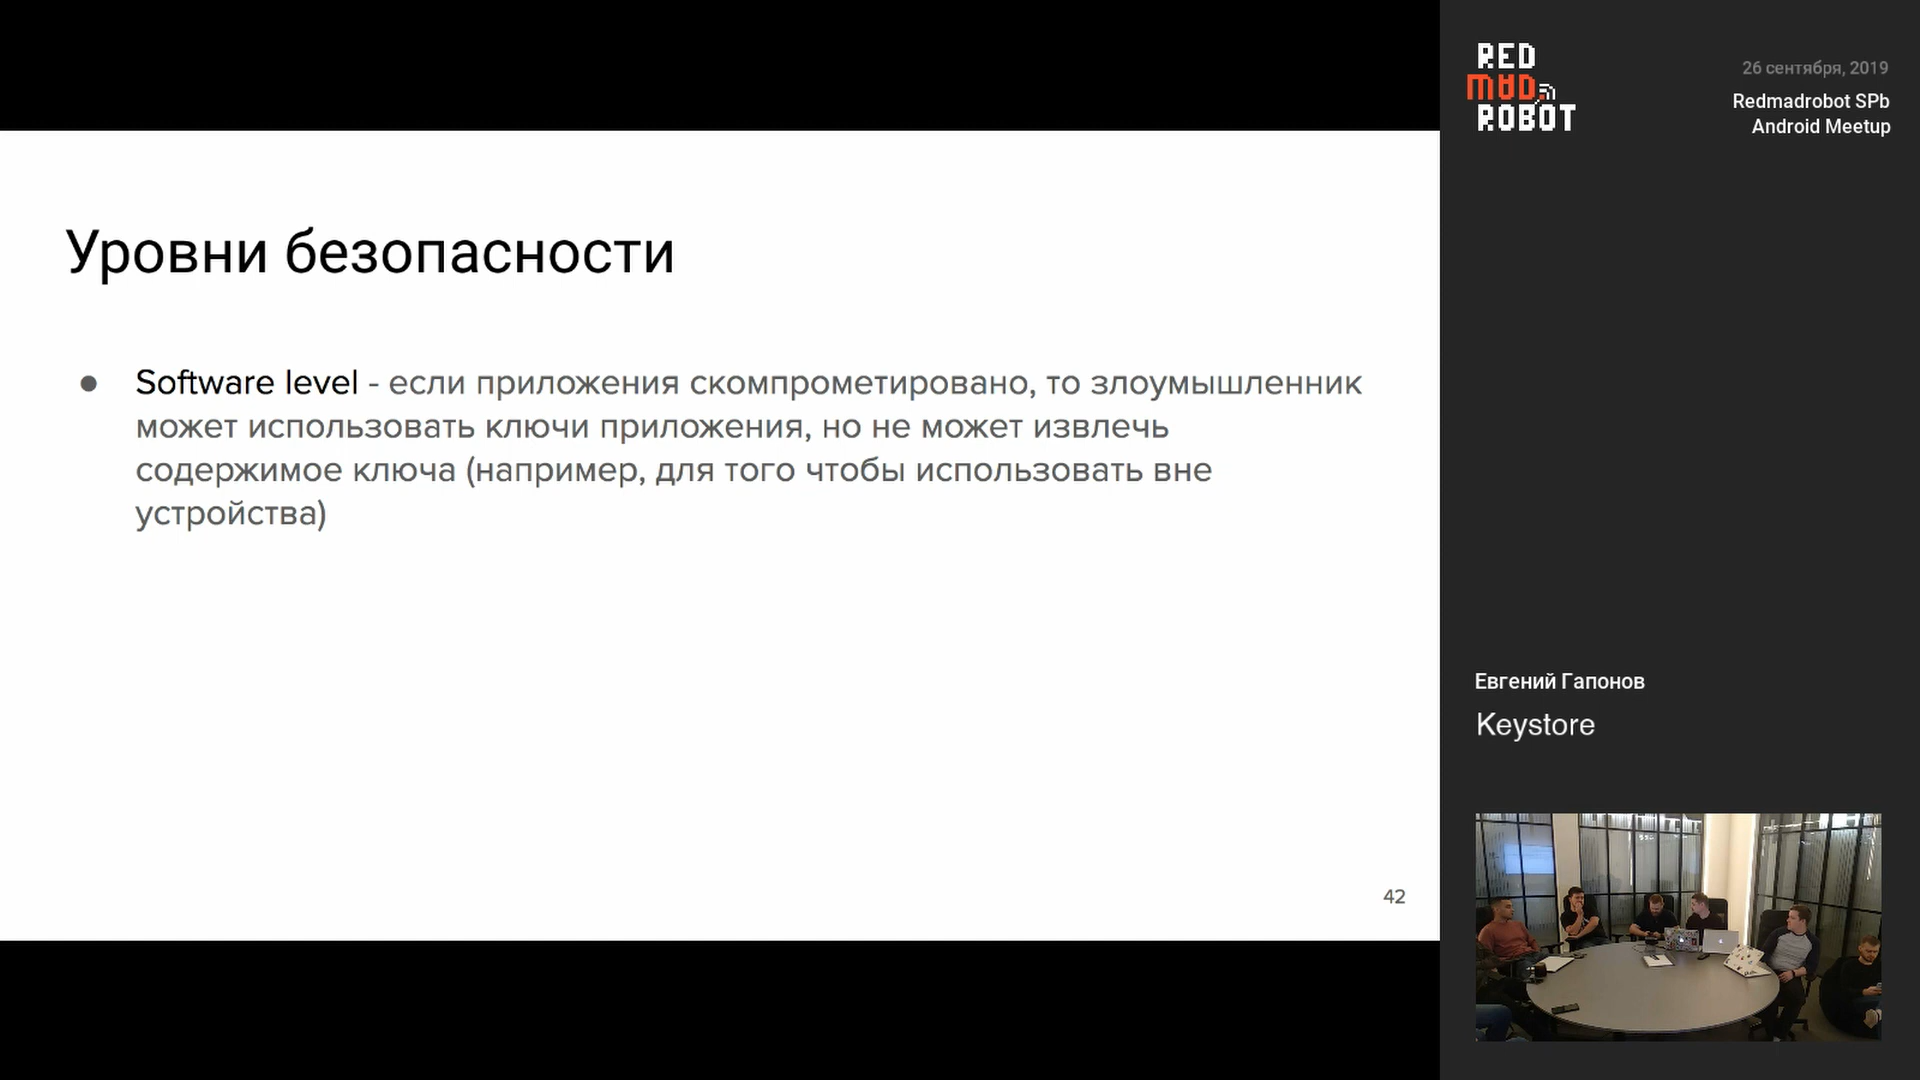 Уровни безопасности
● Software level - если приложения скомпрометировано, то злоумышленник
может использовать ключи приложения, но не может извлечь
содержимое ключа (например, для того чтобы использовать вне
устройства)
42
RED
MAD
ROBOT
26 сентября, 2019
Redmadrobot SPb
Android Meetup
Евгений Гапонов
Keystore